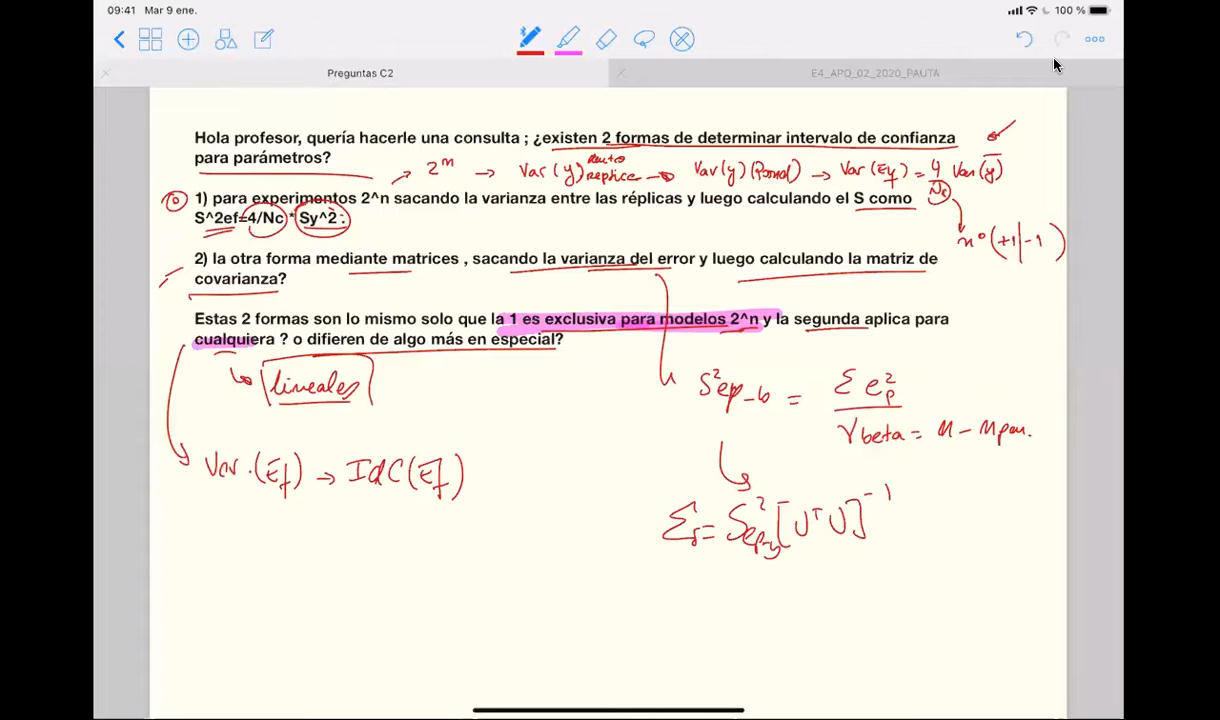 09:41 Mar 9 ene.
100 %
Preguntas C2
E4_APO_02_2020_PAUTA
Hola profesor, quería hacerle una consulta ; ¿existen 2 formas de determinar intervalo de confianza
para parámetros?
2^m → Var(y) dentro replica → Var(y)(Pond) → Var(Ef) = 4/Nc Var(y)
1) para experimentos 2^n sacando la varianza entre las réplicas y luego calculando el S como
S^2ef=4/Nc * Sy^2 :
n°(+1|-1)
2) la otra forma mediante matrices , sacando la varianza del error y luego calculando la matriz de
covarianza?
Estas 2 formas son lo mismo solo que la 1 es exclusiva para modelos 2^n y la segunda aplica para
cualquiera ? o difieren de algo más en especial?
lineales
S²ep = Σ e²p / γbeta = M - Mpar.
Var.(Ef) → IdC(Ef)
Σ = S²ep [UᵀU]⁻¹